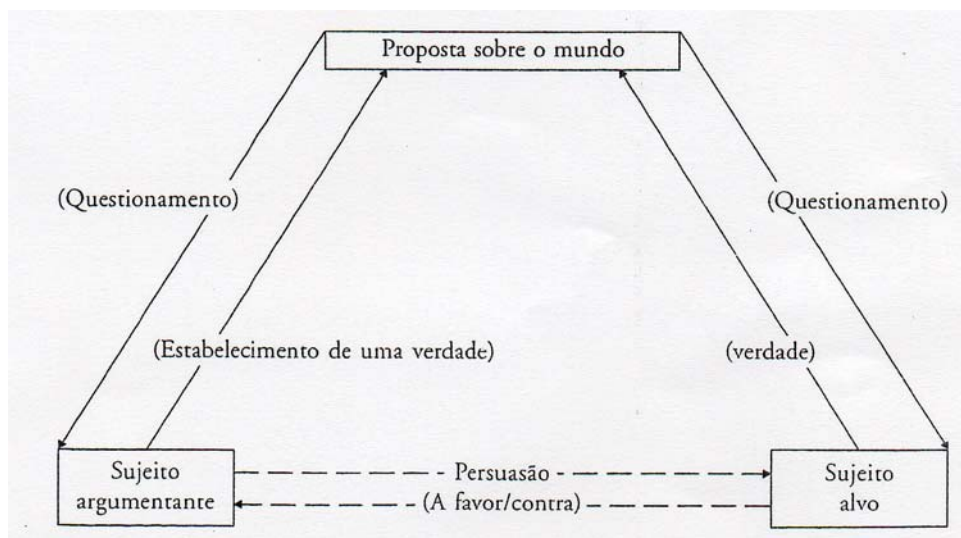 Proposta sobre o mundo
(Questionamento)
(Questionamento)
(Estabelecimento de uma verdade)
(verdade)
Sujeito
argumentante
Persuasão
(A favor/contra)
Sujeito
alvo